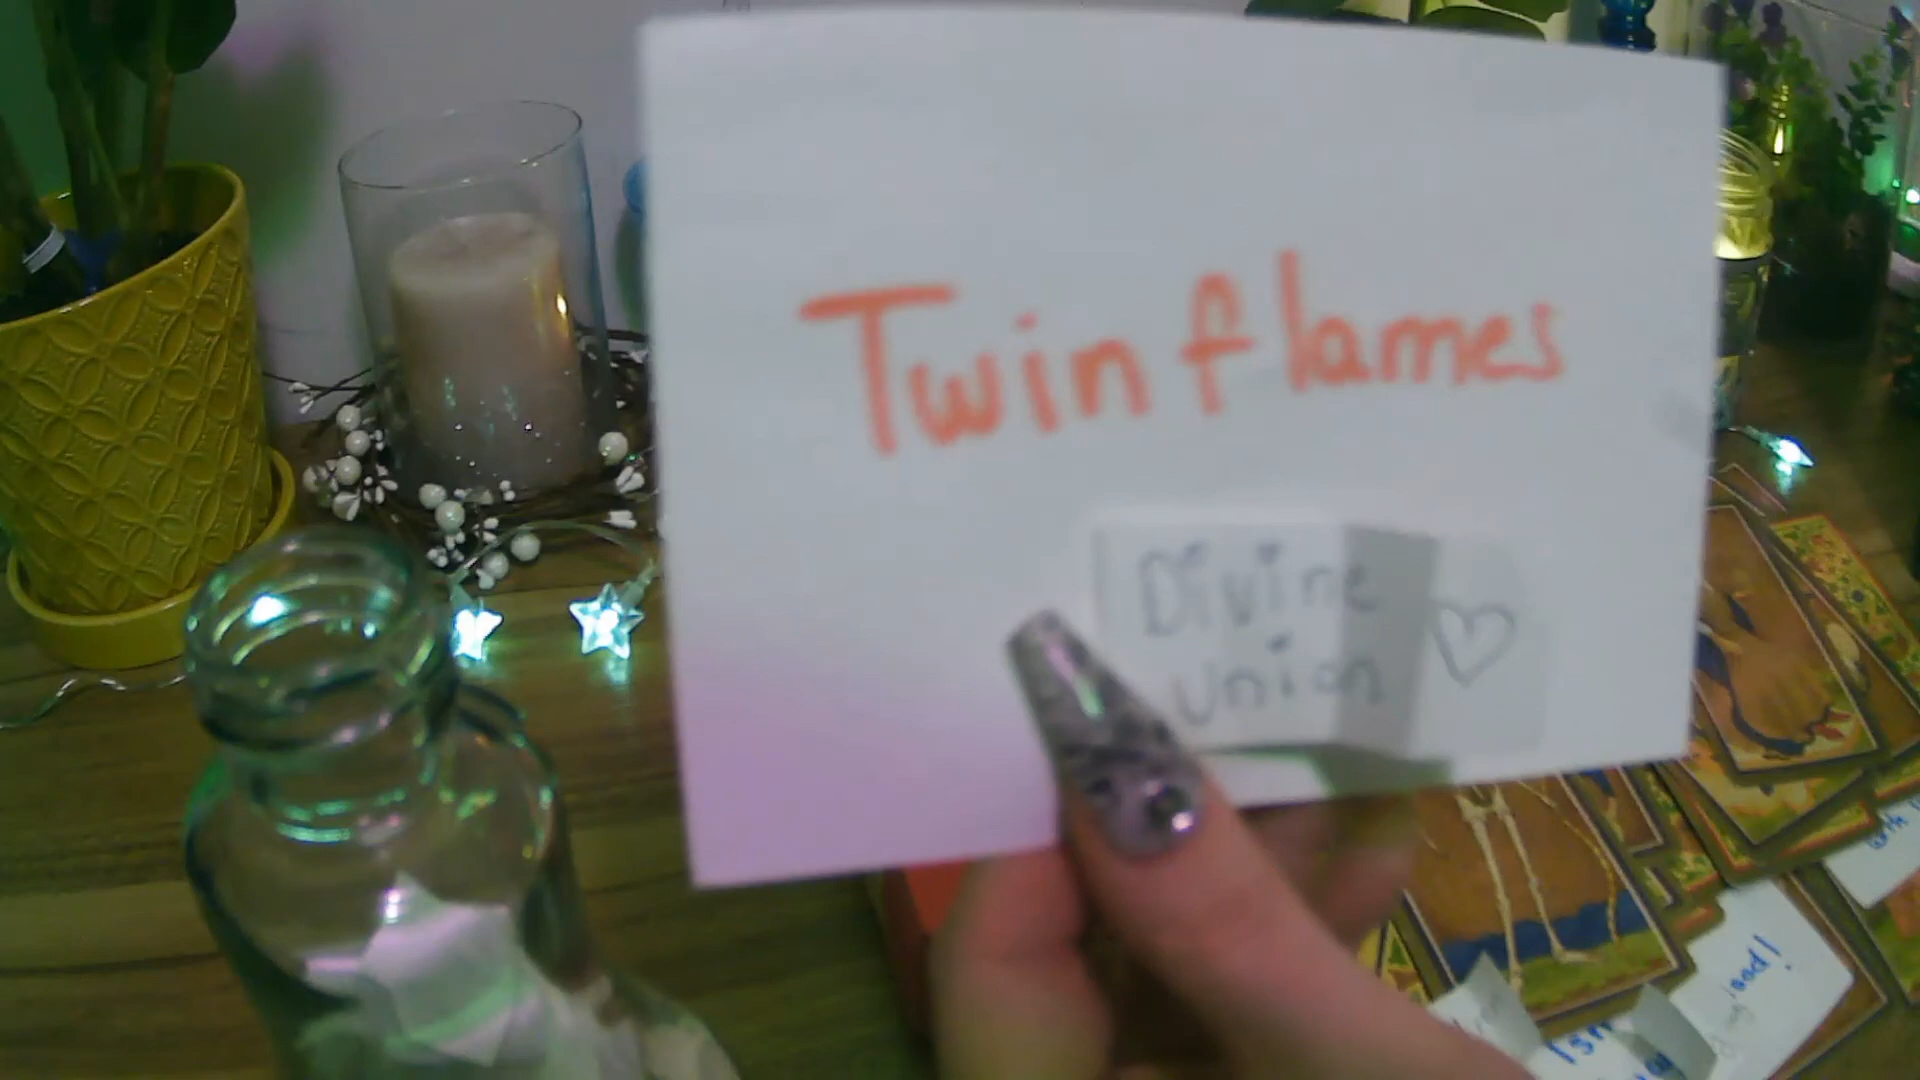 Twin flames
Divine
union ♡